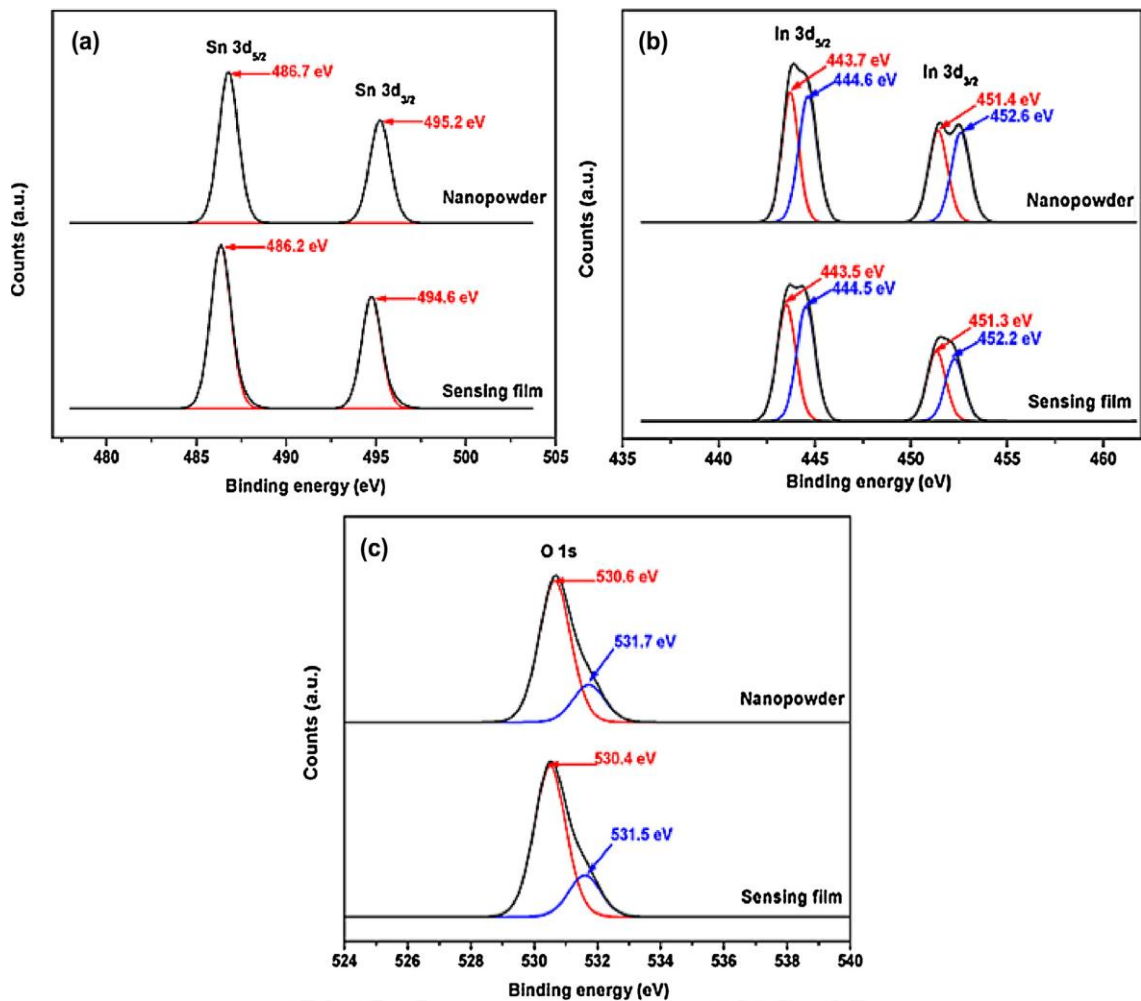 (a)
Sn 3d5/2
486.7 eV
Sn 3d3/2
495.2 eV
Nanopowder
486.2 eV
494.6 eV
Sensing film
Counts (a.u.)
480 485 490 495 500 505
Binding energy (eV)
(b)
In 3d5/2
443.7 eV
444.6 eV
In 3d3/2
451.4 eV
452.6 eV
Nanopowder
443.5 eV
444.5 eV
451.3 eV
452.2 eV
Sensing film
Counts (a.u.)
435 440 445 450 455 460
Binding energy (eV)
(c)
O 1s
530.6 eV
531.7 eV
Nanopowder
530.4 eV
531.5 eV
Sensing film
Counts (a.u.)
524 526 528 530 532 534 536 538 540
Binding energy (eV)